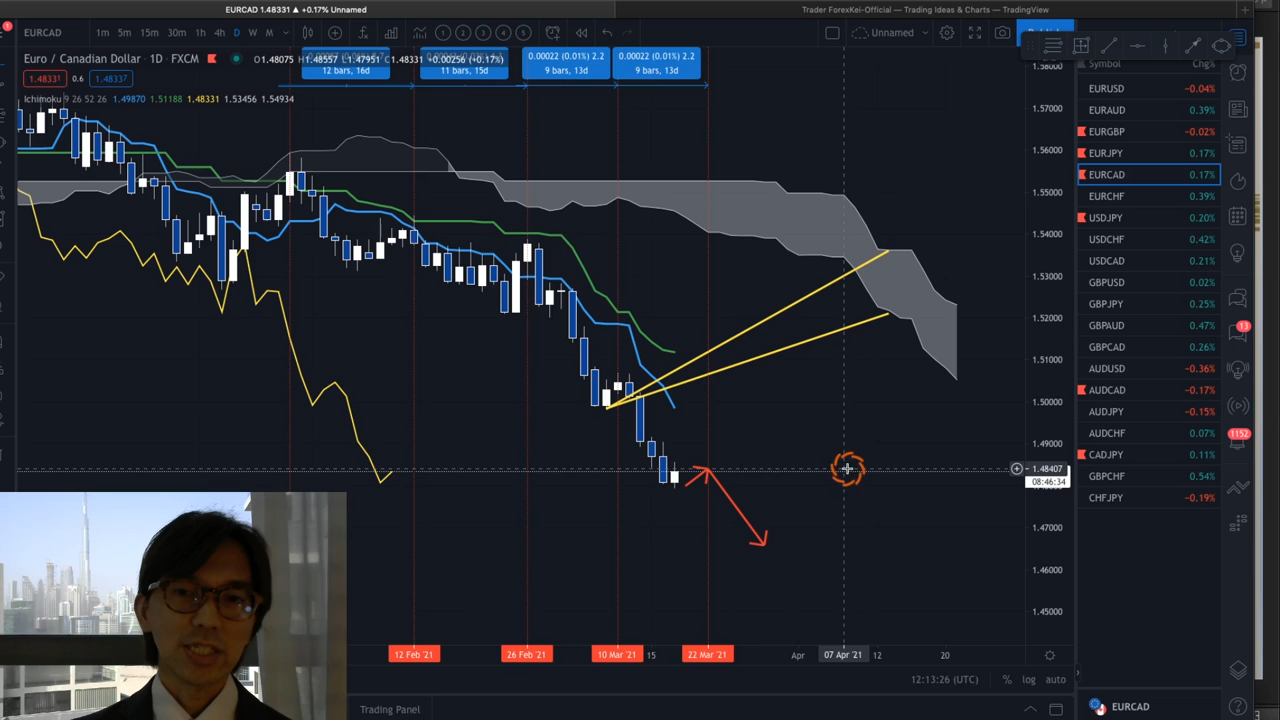 EURCAD ▲ 1.48331 ▲ +0.17% Unnamed
Trader ForexKei-Official — Trading Ideas & Charts — TradingView
1
EURCAD 1m 5m 15m 30m 1h 4h D W M
1 2 3 4 5
Unnamed
Euro / Canadian Dollar · 1D · FXCM
O1.48075 H1.48557 L1.47951 C1.48331 +0.00256 (+0.17%)
1.48331 0.6 1.48337
Ichimoku 9 26 52 26 1.49870 1.51188 1.48331 1.53456 1.54934
12 bars, 16d
11 bars, 15d
0.00022 (0.01%) 2.2
9 bars, 13d
0.00022 (0.01%) 2.2
9 bars, 13d
1.58000
1.57000
1.56000
1.55000
1.54000
1.53000
1.52000
1.51000
1.50000
1.49000
1.48407
08:46:34
1.47000
1.46000
1.45000
12 Feb '21
26 Feb '21
10 Mar '21
15
22 Mar '21
Apr
07 Apr '21
12
20
12:13:26 (UTC) % log auto
Trading Panel
Symbol Chg%
EURUSD −0.04%
EURAUD 0.39%
EURGBP −0.02%
EURJPY 0.17%
EURCAD 0.17%
EURCHF 0.39%
USDJPY 0.20%
USDCHF 0.42%
USDCAD 0.21%
GBPUSD 0.02%
GBPJPY 0.25%
GBPAUD 0.47%
GBPCAD 0.26%
AUDUSD −0.36%
AUDCAD −0.17%
AUDJPY −0.15%
AUDCHF 0.07%
CADJPY 0.11%
GBPCHF 0.54%
CHFJPY −0.19%
13
1152
EURCAD